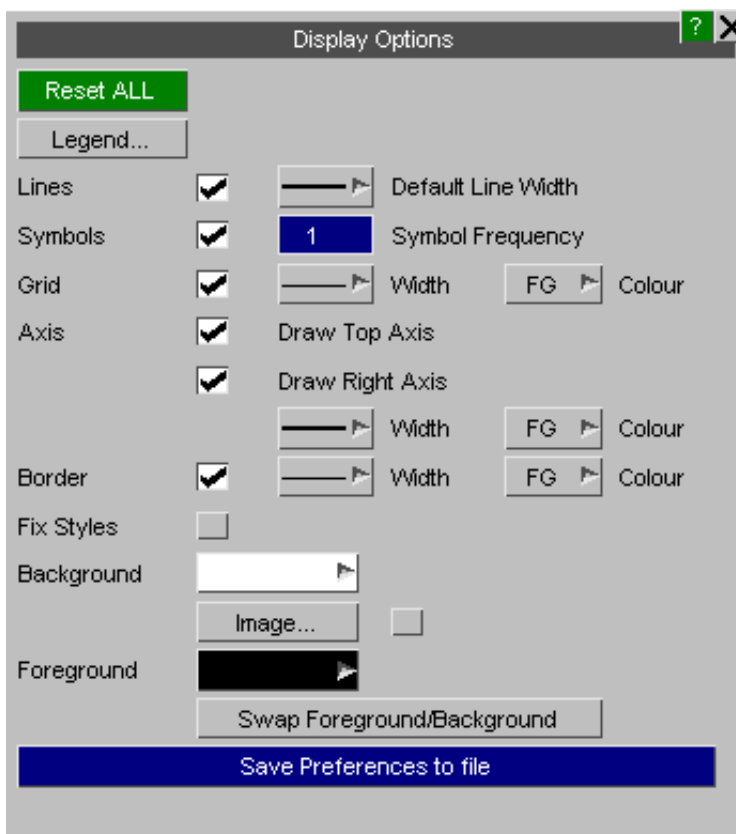 Display Options ?
Reset ALL
Legend...
Lines Default Line Width
Symbols 1 Symbol Frequency
Grid Width FG Colour
Axis Draw Top Axis
Draw Right Axis
Width FG Colour
Border Width FG Colour
Fix Styles
Background
Image...
Foreground
Swap Foreground/Background
Save Preferences to file